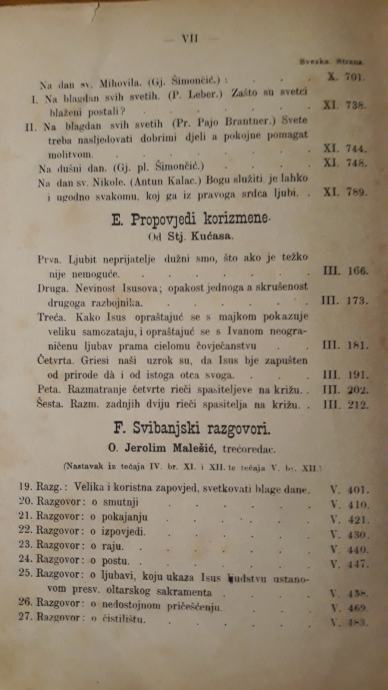 — VII —
Svezka. Strana.
Na dan sv. Mihovila. (Gj. Šimončić.) : . . . X. 701.
I. Na blagdan svih svetih. (P. Leber.) Zašto su svetci
blaženi postali? . . . . . . XI. 738.
II. Na blagdan svih svetih (Pr. Pajo Brantner.) Svete
treba nasljedovati dobrimi djeli a pokojne pomagat
molitvom. . . . . . . XI. 744.
Na dušni dan. (Gj. pl. Šimončić.) . . . . XI. 748.
Na dan sv. Nikole. (Antun Kalac.) Bogu služiti je lahko
i ugodno svakomu, koj ga iz pravoga srdca ljubi. . XI. 789.
E. Propovjedi korizmene.
Od Stj. Kućasa.
Prva. Ljubit neprijatelje dužni smo, što ako je težko
nije nemoguće. . . . . . . III. 166.
Druga. Nevinost Isusova; opakost jednoga a skrušenost
drugoga razbojnika. . . . . . III. 173.
Treća. Kako Isus opraštajuć se s majkom pokazuje
veliku samozataju, i opraštajuć se s Ivanom neogra-
ničenu ljubav prama cielomu čovječanstvu . . III. 181.
Četvrta. Griesi naši uzrok su, da Isus bje zapušten
od prirode dà i od istoga otca svoga. . . . III. 191.
Peta. Razmatranje četvrte rieči spasiteljeve na križu. . III. 202.
Šesta. Razm. zadnjih dviju rieči spasitelja na križu. . III. 212.
F. Svibanjski razgovori.
O. Jerolim Malešić, trećoredac.
(Nastavak iz tečaja IV. br. XI. i XII. te tečaja V. br. XII.)
19. Razg.: Velika i koristna zapovjed, svetkovati blage dane. V. 401.
20. Razgovor: o smutnji . . . . . V. 410.
21. Razgovor: o pokajanju . . . . . V. 421.
22. Razgovor: o izpovjedi. . . . . . V. 430.
23. Razgovor: o raju. . . . . . V. 440.
24. Razgovor: o postu. . . . . . V. 447.
25. Razgovor: o ljubavi, koju ukaza Isus ljudstvu ustano-
vom presv. oltarskog sakramenta . . . . V. 458.
26. Razgovor: o nedostojnom pričešćenju. . . . V. 469.
27. Razgovor: o čistilištu. . . . . . V. 483.